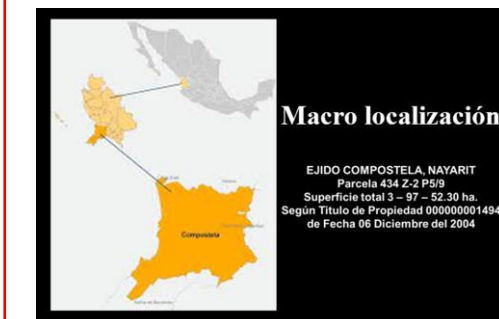 Macro localización
EJIDO COMPOSTELA, NAYARIT
Parcela 434 Z-2 P5/9
Superficie total 3 – 97 – 52.30 ha.
Según Titulo de Propiedad 000000001494
de Fecha 06 Diciembre del 2004
Compostela